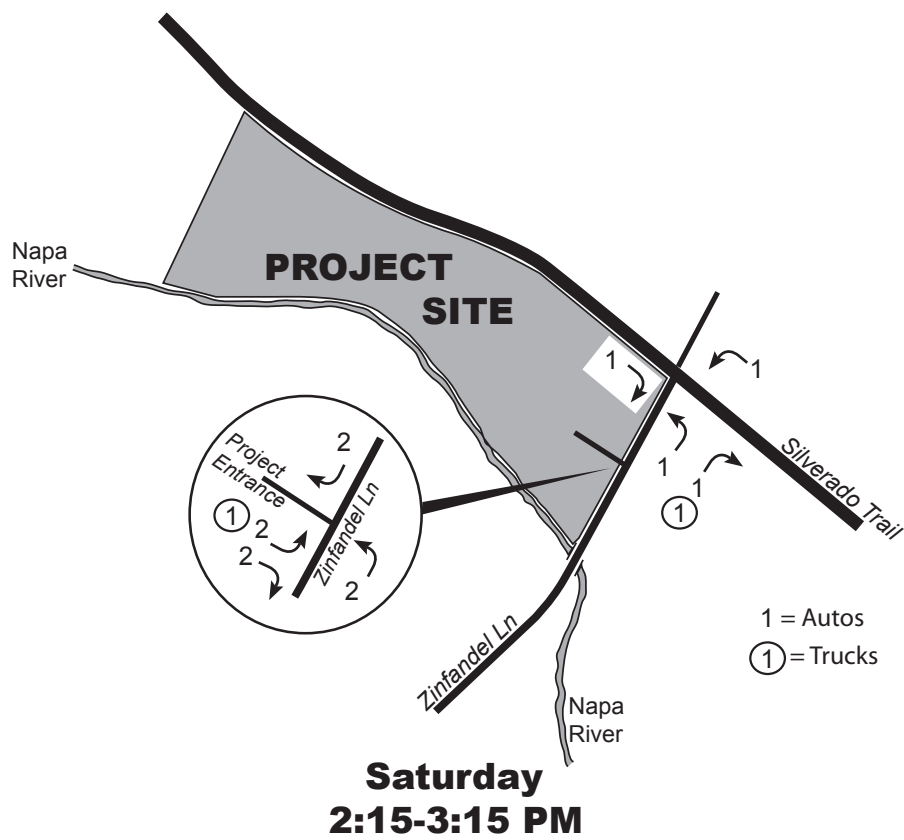 Napa
River
PROJECT
SITE
1
1
1
1
1
Silverado Trail
Project
Entrance
2
1
2
2
2
Zinfandel Ln
Zinfandel Ln
Napa
River
1 = Autos
1 = Trucks
Saturday
2:15-3:15 PM